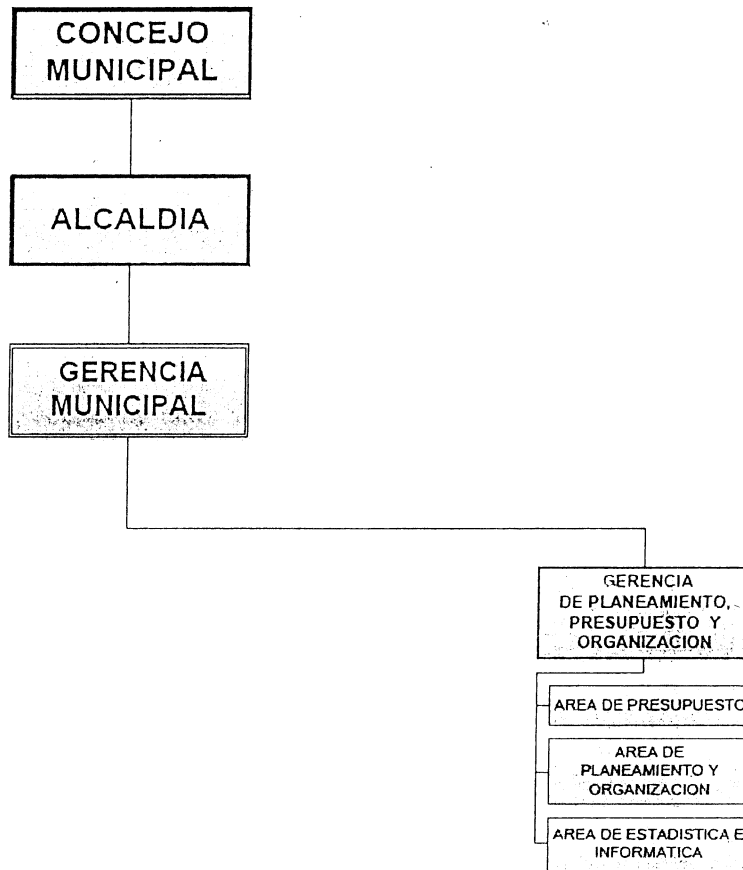 CONCEJO
MUNICIPAL
ALCALDIA
GERENCIA
MUNICIPAL
GERENCIA
DE PLANEAMIENTO,
PRESUPUESTO Y
ORGANIZACION
AREA DE PRESUPUESTO
AREA DE
PLANEAMIENTO Y
ORGANIZACION
AREA DE ESTADISTICA E
INFORMATICA